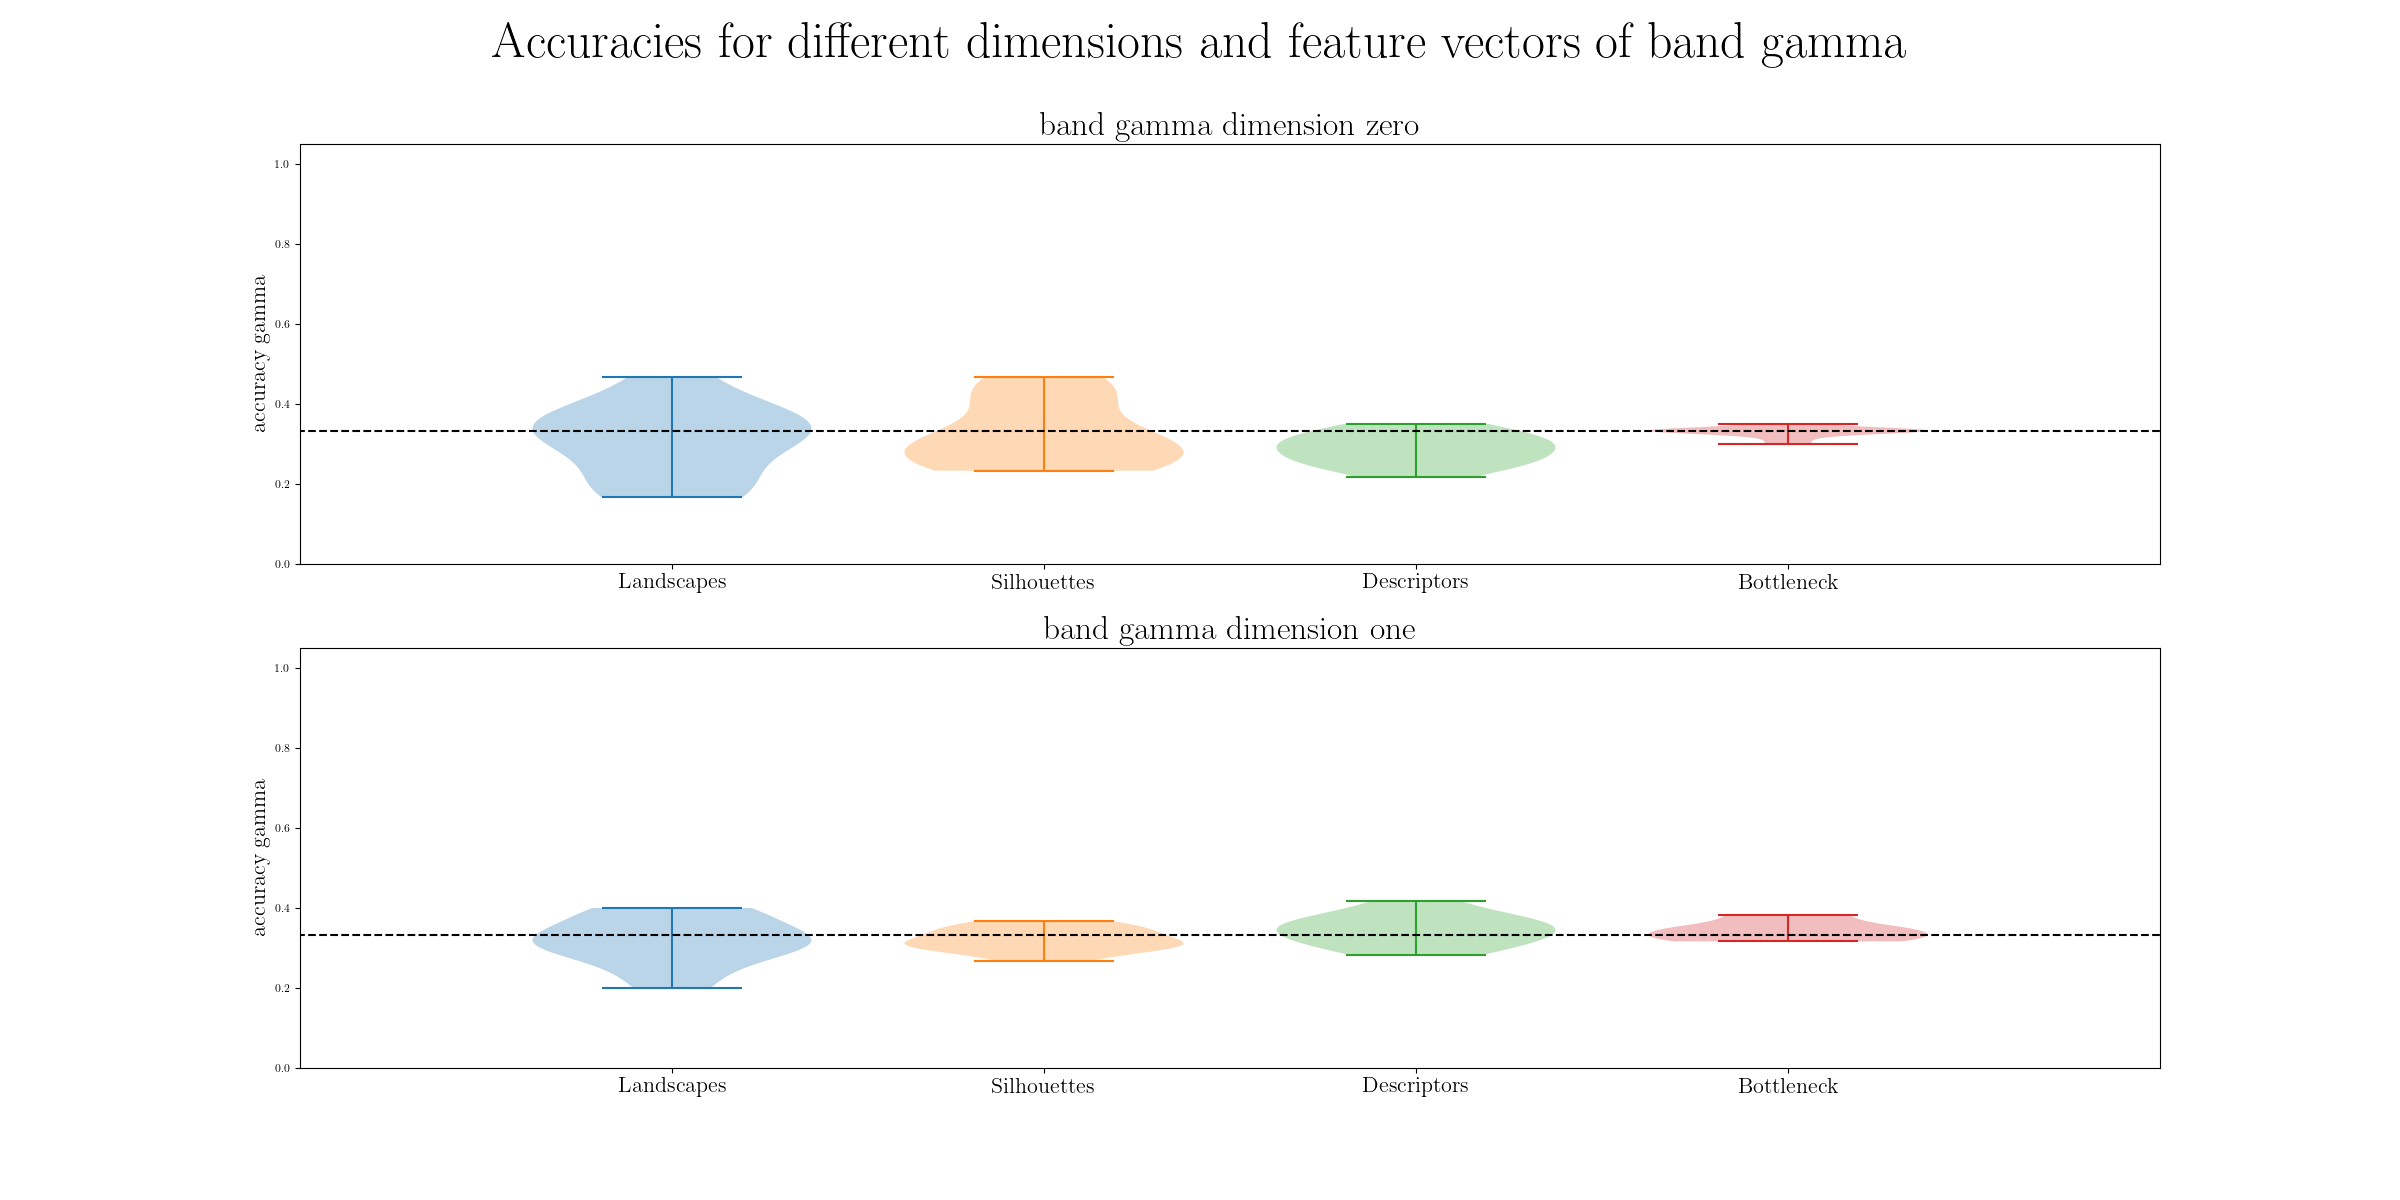 Accuracies for different dimensions and feature vectors of band gamma
band gamma dimension zero
accuracy gamma
1.0
0.8
0.6
0.4
0.2
0.0
Landscapes Silhouettes Descriptors Bottleneck
band gamma dimension one
accuracy gamma
1.0
0.8
0.6
0.4
0.2
0.0
Landscapes Silhouettes Descriptors Bottleneck